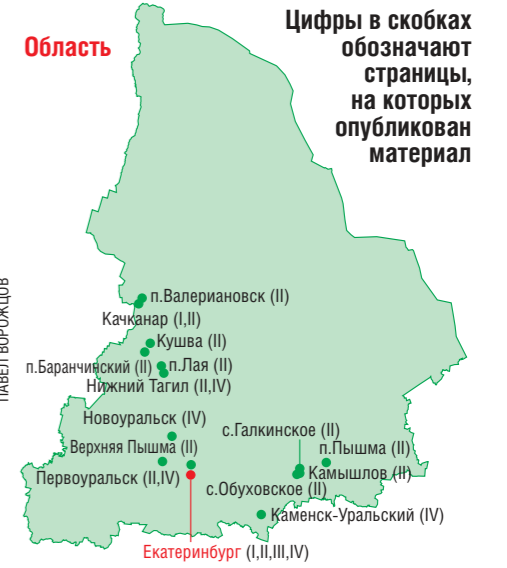 Область
Цифры в скобках
обозначают
страницы,
на которых
опубликован
материал
ПАВЕЛ ВОРОЖЦОВ
п.Валериановск (II)
Качканар (I,II)
Кушва (II)
п.Баранчинский (II)
п.Лая (II)
Нижний Тагил (II,IV)
Новоуральск (IV)
с.Галкинское (II)
Верхняя Пышма (II)
п.Пышма (II)
Первоуральск (II,IV)
Камышлов (II)
с.Обуховское (II)
Каменск-Уральский (IV)
Екатеринбург (I,II,III,IV)